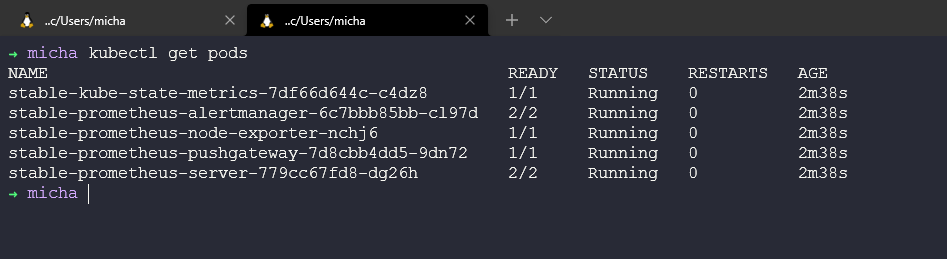 ..c/Users/micha ..c/Users/micha
→ micha kubectl get pods
NAME READY STATUS RESTARTS AGE
stable-kube-state-metrics-7df66d644c-c4dz8 1/1 Running 0 2m38s
stable-prometheus-alertmanager-6c7bbb85bb-cl97d 2/2 Running 0 2m38s
stable-prometheus-node-exporter-nchj6 1/1 Running 0 2m38s
stable-prometheus-pushgateway-7d8cbb4dd5-9dn72 1/1 Running 0 2m38s
stable-prometheus-server-779cc67fd8-dg26h 2/2 Running 0 2m38s
→ micha